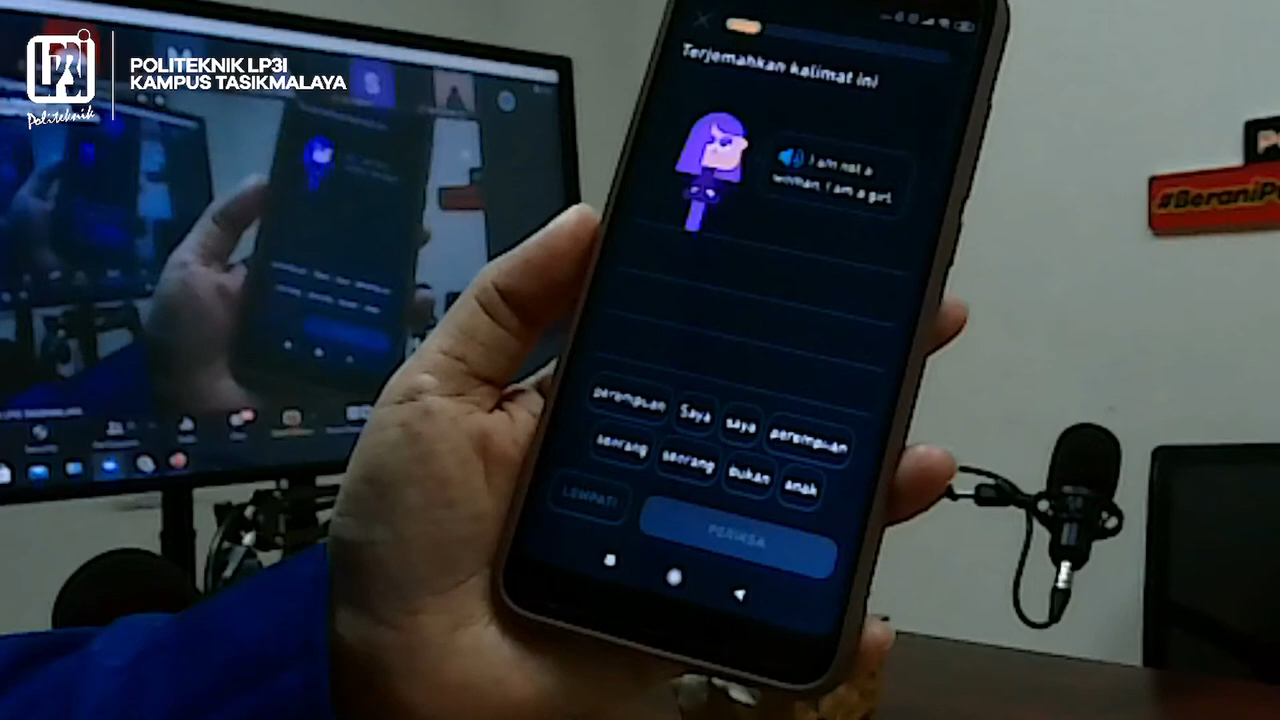 POLITEKNIK LP3I
KAMPUS TASIKMALAYA
Politeknik
Terjemahkan kalimat ini
I am not a
woman, I am a girl.
perempuan Saya saya perempuan
seorang seorang bukan anak
LEWATI PERIKSA
#BeraniP